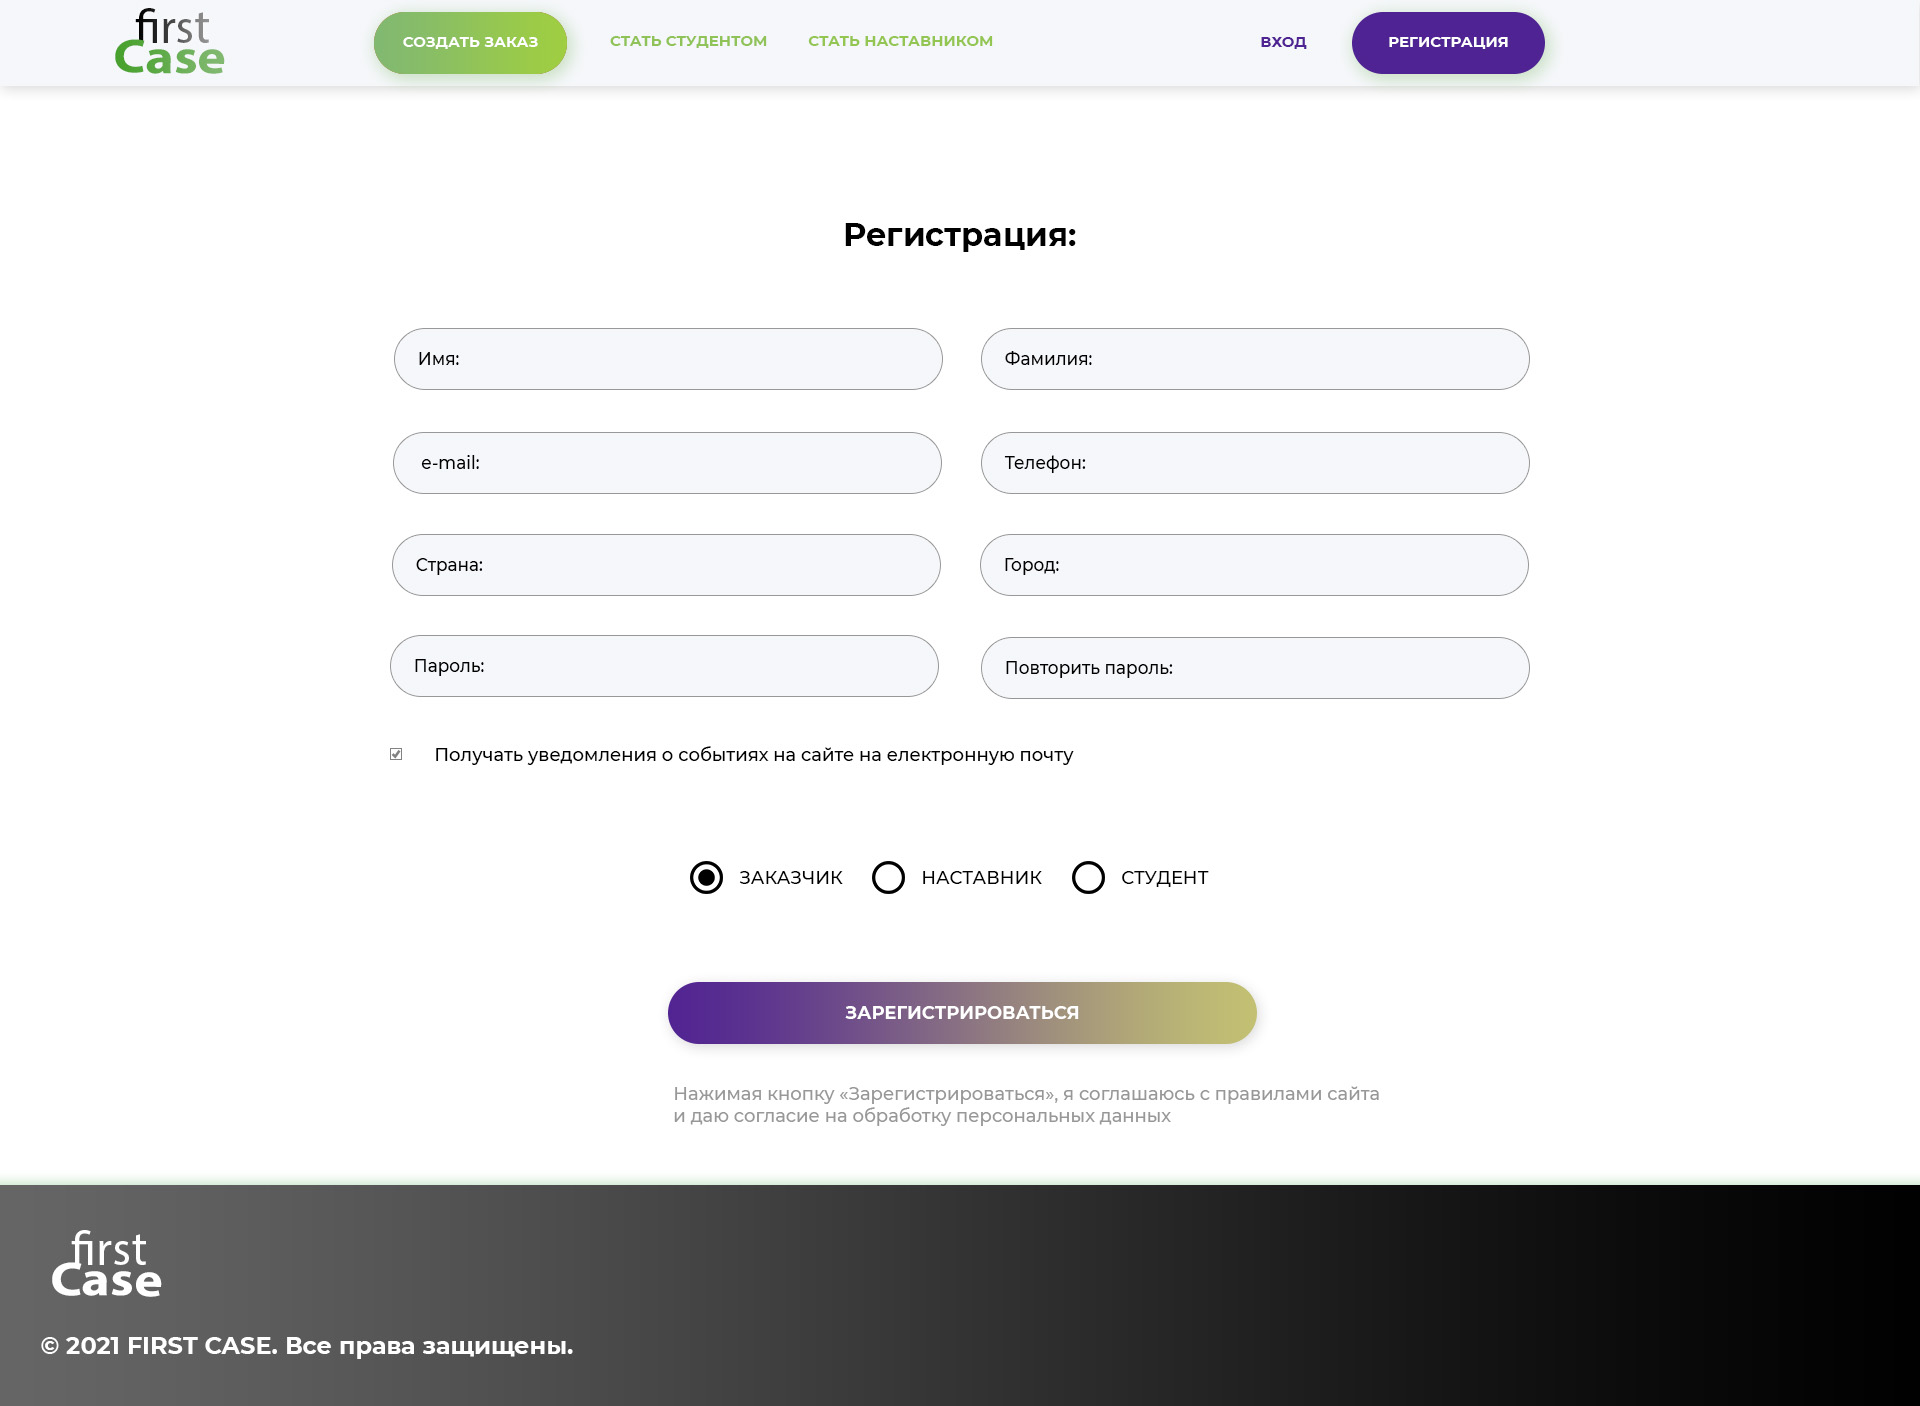 first
Case
СОЗДАТЬ ЗАКАЗ
СТАТЬ СТУДЕНТОМ
СТАТЬ НАСТАВНИКОМ
ВХОД
РЕГИСТРАЦИЯ
Регистрация:
Имя:
Фамилия:
e-mail:
Телефон:
Страна:
Город:
Пароль:
Повторить пароль:
Получать уведомления о событиях на сайте на електронную почту
ЗАКАЗЧИК
НАСТАВНИК
СТУДЕНТ
ЗАРЕГИСТРИРОВАТЬСЯ
Нажимая кнопку «Зарегистрироваться», я соглашаюсь с правилами сайта
и даю согласие на обработку персональных данных
first
Case
© 2021 FIRST CASE. Все права защищены.